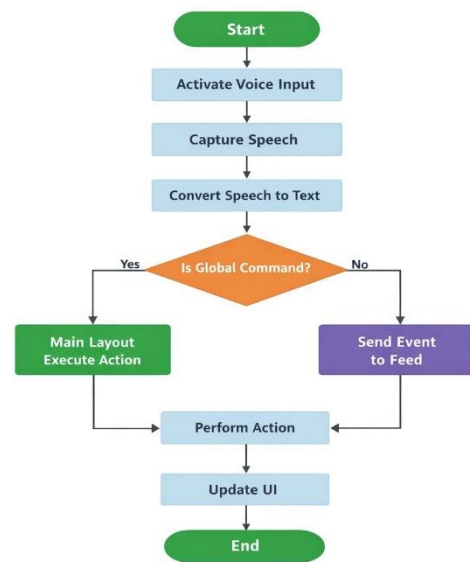 Start
Activate Voice Input
Capture Speech
Convert Speech to Text
Is Global Command?
Yes
No
Main Layout
Execute Action
Send Event
to Feed
Perform Action
Update UI
End